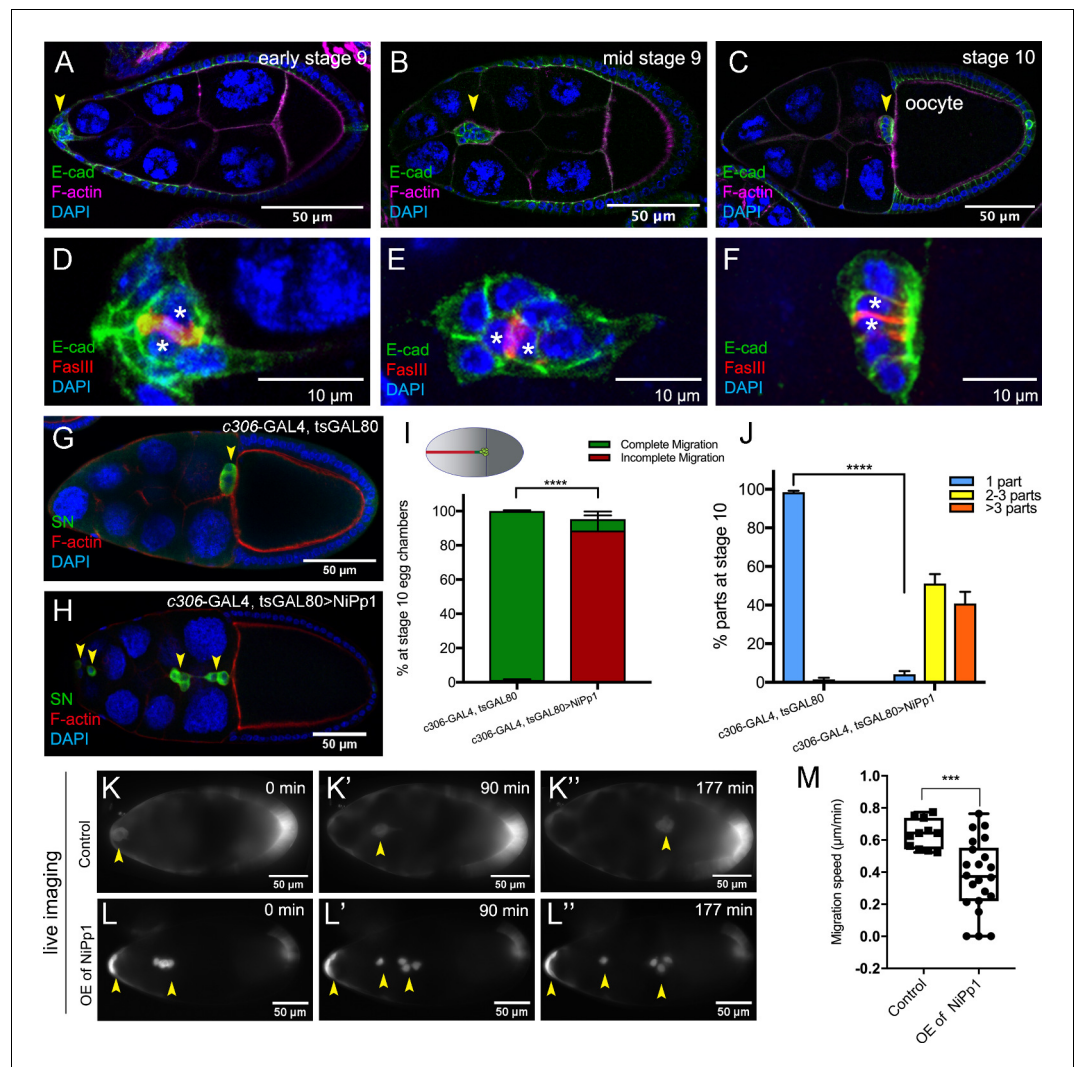 A
early stage 9
E-cad
F-actin
DAPI
50 µm
B
mid stage 9
E-cad
F-actin
DAPI
50 µm
C
stage 10
oocyte
E-cad
F-actin
DAPI
50 µm
D
*
*
E-cad
FasIII
DAPI
10 µm
E
*
*
E-cad
FasIII
DAPI
10 µm
F
*
*
E-cad
FasIII
DAPI
10 µm
G
c306-GAL4, tsGAL80
SN
F-actin
DAPI
50 µm
H
c306-GAL4, tsGAL80>NiPp1
SN
F-actin
DAPI
50 µm
I
Complete Migration
Incomplete Migration
****
% at stage 10 egg chambers
100
80
60
40
20
0
c306-GAL4, tsGAL80
c306-GAL4, tsGAL80>NiPp1
J
****
1 part
2-3 parts
>3 parts
% parts at stage 10
100
80
60
40
20
0
c306-GAL4, tsGAL80
c306-GAL4, tsGAL80>NiPp1
live imaging
Control
K
0 min
50 µm
K'
90 min
50 µm
K''
177 min
50 µm
OE of NiPp1
L
0 min
50 µm
L'
90 min
50 µm
L''
177 min
50 µm
M
***
Migration speed (µm/min)
1.0
0.8
0.6
0.4
0.2
0.0
-0.2
Control
OE of NiPp1